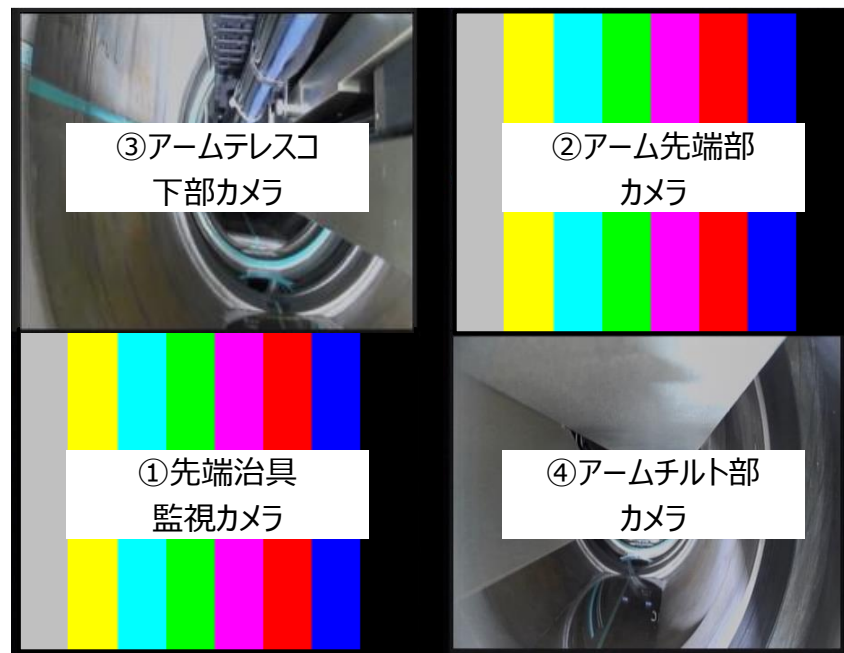 ③アームテレスコ
下部カメラ
②アーム先端部
カメラ
①先端治具
監視カメラ
④アームチルト部
カメラ